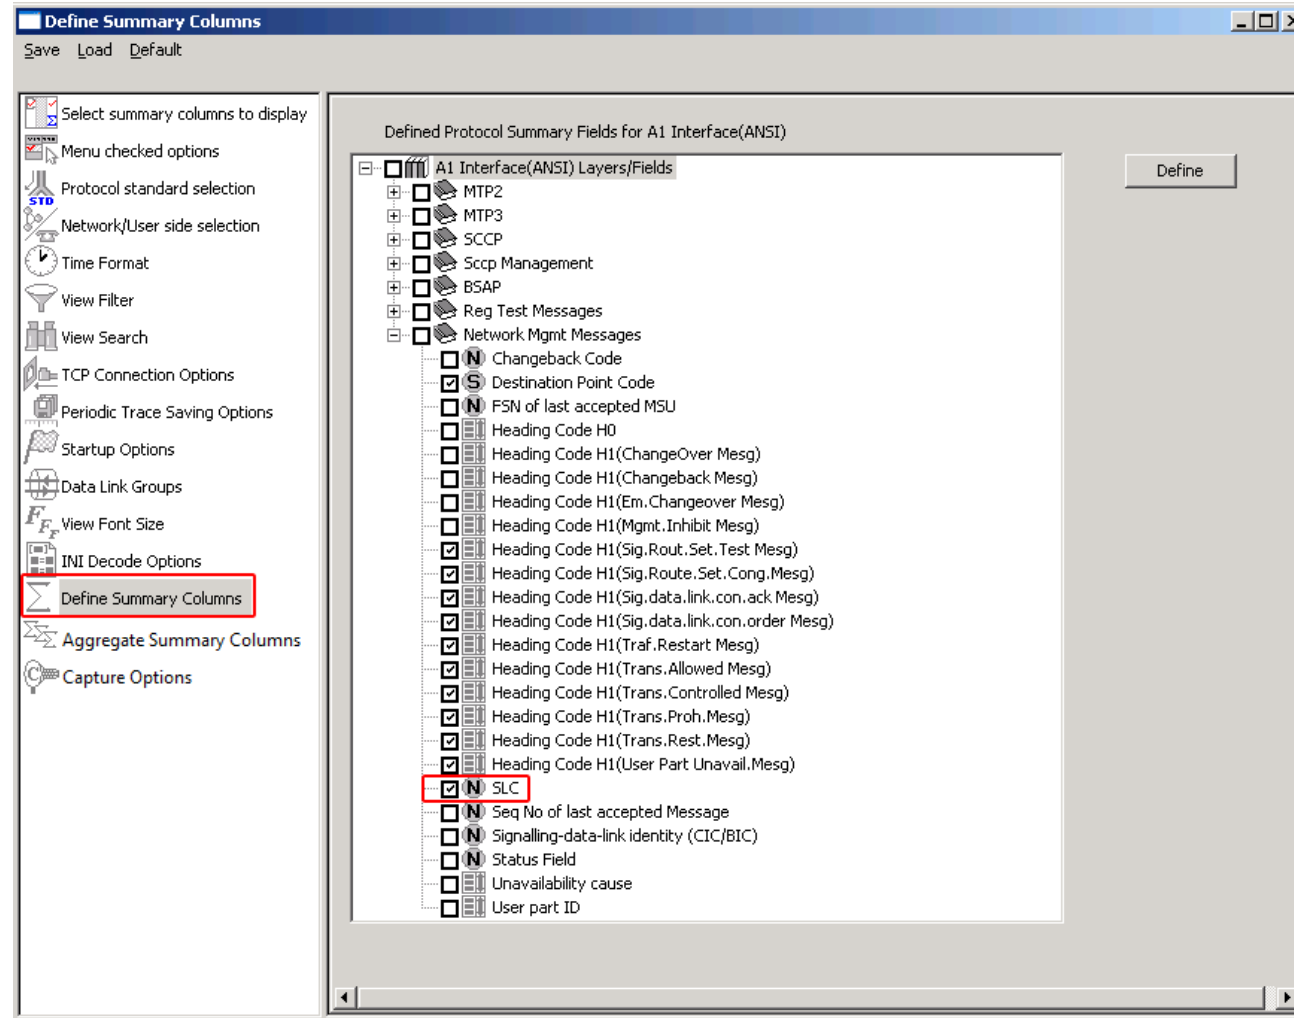 Define Summary Columns
Save Load Default
Select summary columns to display
Menu checked options
STD
Protocol standard selection
Network/User side selection
Time Format
View Filter
View Search
TCP Connection Options
Periodic Trace Saving Options
Startup Options
Data Link Groups
FFF View Font Size
INI Decode Options
Define Summary Columns
Aggregate Summary Columns
C Capture Options
Defined Protocol Summary Fields for A1 Interface(ANSI)
Define
A1 Interface(ANSI) Layers/Fields
MTP2
MTP3
SCCP
Sccp Management
BSAP
Reg Test Messages
Network Mgmt Messages
N Changeback Code
S Destination Point Code
N FSN of last accepted MSU
Heading Code H0
Heading Code H1(ChangeOver Mesg)
Heading Code H1(Changeback Mesg)
Heading Code H1(Em.Changeover Mesg)
Heading Code H1(Mgmt.Inhibit Mesg)
Heading Code H1(Sig.Rout.Set.Test Mesg)
Heading Code H1(Sig.Route.Set.Cong.Mesg)
Heading Code H1(Sig.data.link.con.ack Mesg)
Heading Code H1(Sig.data.link.con.order Mesg)
Heading Code H1(Traf.Restart Mesg)
Heading Code H1(Trans.Allowed Mesg)
Heading Code H1(Trans.Controlled Mesg)
Heading Code H1(Trans.Proh.Mesg)
Heading Code H1(Trans.Rest.Mesg)
Heading Code H1(User Part Unavail.Mesg)
N SLC
N Seq No of last accepted Message
N Signalling-data-link identity (CIC/BIC)
N Status Field
Unavailability cause
User part ID